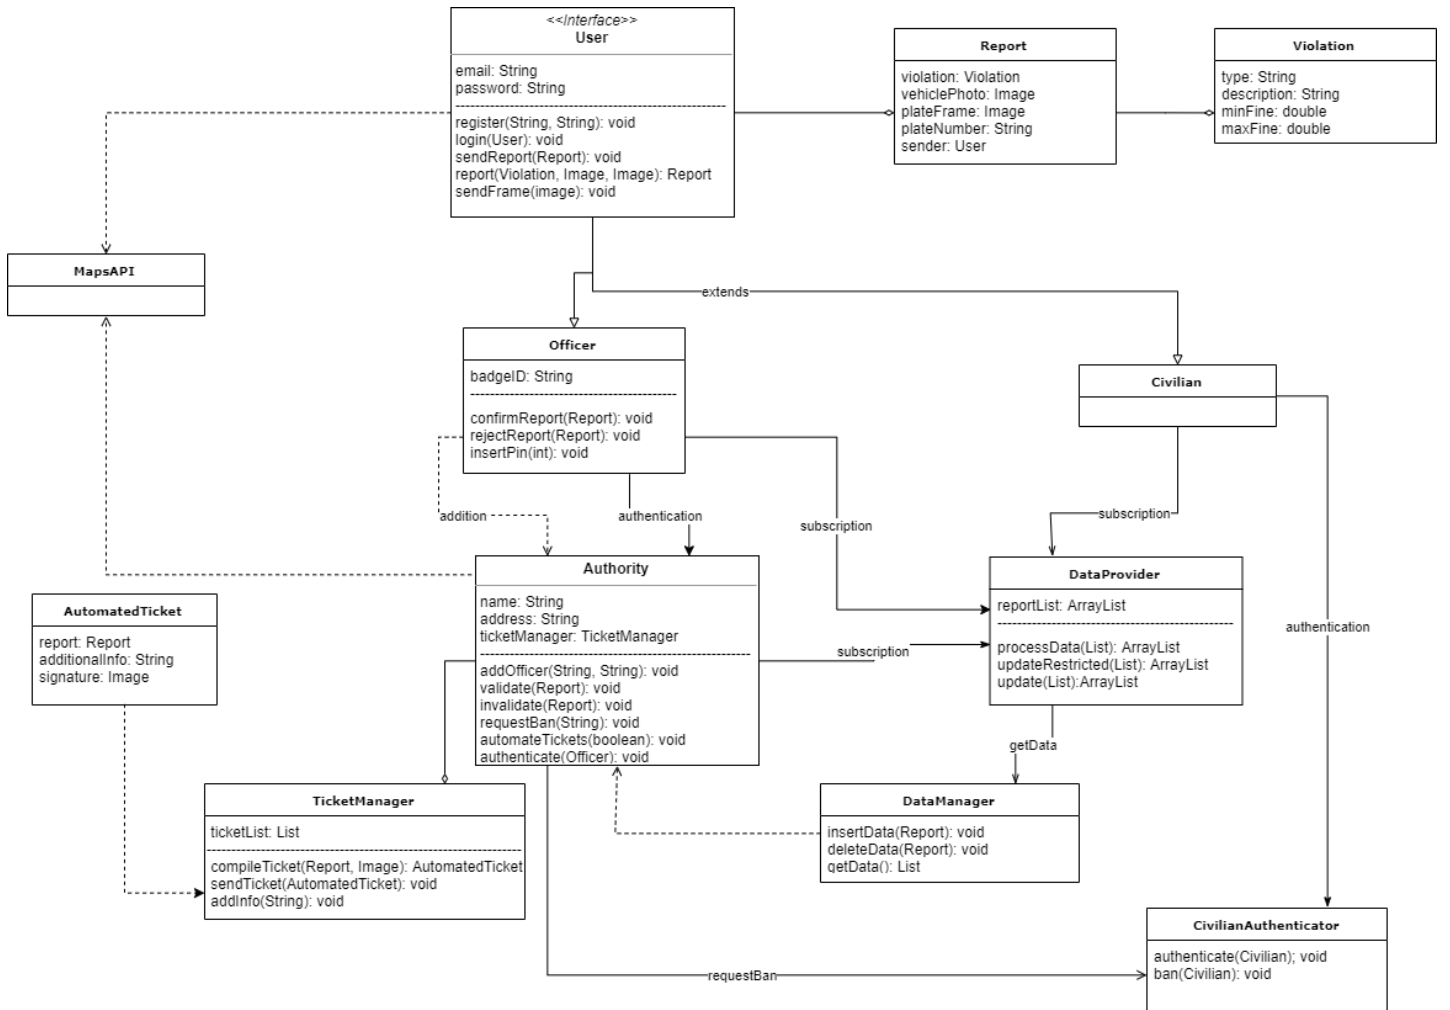 <<Interface>>
User
email: String
password: String
register(String, String): void
login(User): void
sendReport(Report): void
report(Violation, Image, Image): Report
sendFrame(image): void
Report
violation: Violation
vehiclePhoto: Image
plateFrame: Image
plateNumber: String
sender: User
Violation
type: String
description: String
minFine: double
maxFine: double
MapsAPI
extends
Officer
badgeID: String
confirmReport(Report): void
rejectReport(Report): void
insertPin(int): void
Civilian
addition
authentication
subscription
subscription
Authority
name: String
address: String
ticketManager: TicketManager
addOfficer(String, String): void
validate(Report): void
invalidate(Report): void
requestBan(String): void
automateTickets(boolean): void
authenticate(Officer): void
subscription
DataProvider
reportList: ArrayList
processData(List): ArrayList
updateRestricted(List): ArrayList
update(List):ArrayList
authentication
AutomatedTicket
report: Report
additionalInfo: String
signature: Image
getData
TicketManager
ticketList: List
compileTicket(Report, Image): AutomatedTicket
sendTicket(AutomatedTicket): void
addInfo(String): void
DataManager
insertData(Report): void
deleteData(Report): void
getData(): List
requestBan
CivilianAuthenticator
authenticate(Civilian); void
ban(Civilian): void